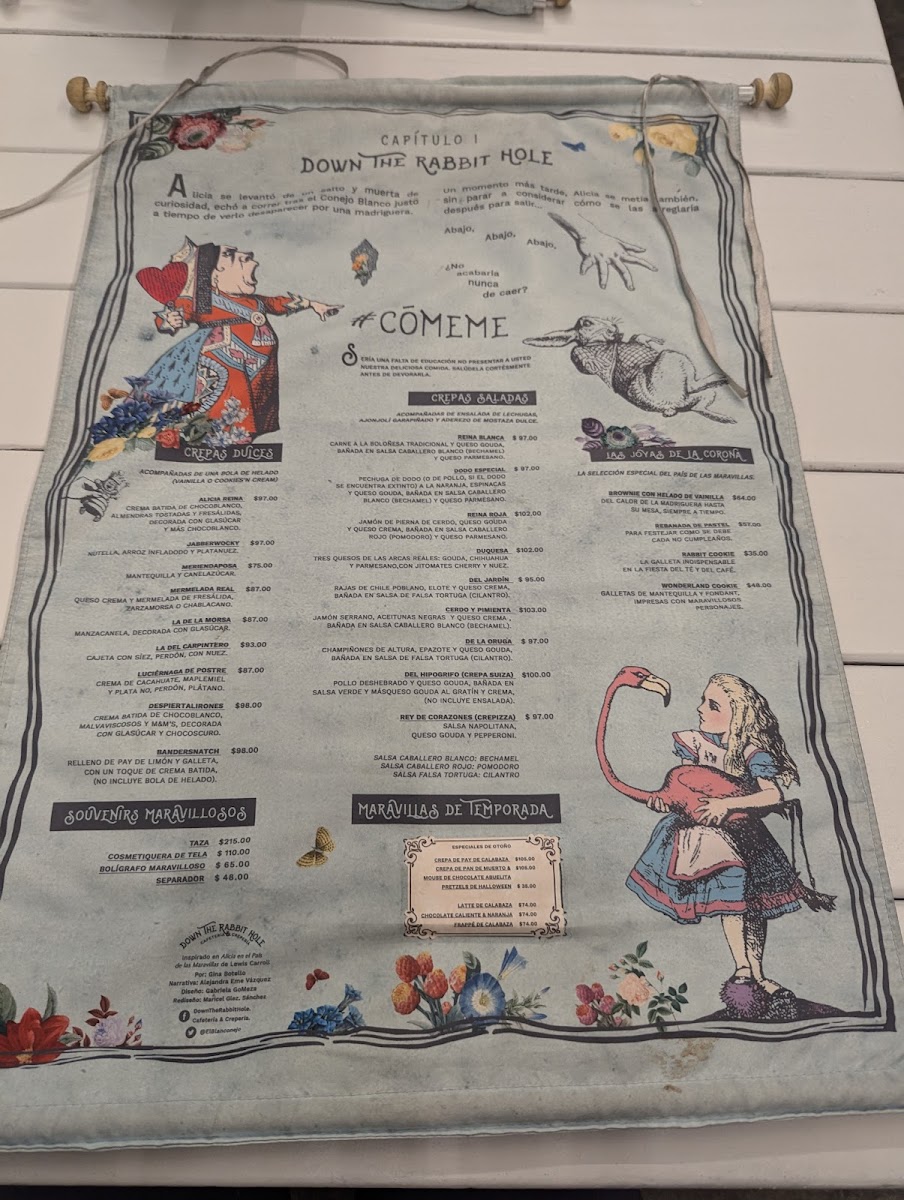 CAPÍTULO I
DOWN THE RABBIT HOLE
Alicia se levantó de un salto y muerta de
curiosidad, echó a correr tras el Conejo Blanco justo
a tiempo de verlo desaparecer por una madriguera.
Un momento más tarde, Alicia se metía también,
sin parar a considerar cómo se las arreglaría
después para salir...
Abajo,
Abajo,
Abajo,
¿No
acabaría
nunca
de caer?
#CÓMEME
SERÍA UNA FALTA DE EDUCACIÓN NO PRESENTAR A USTED
NUESTRA DELICIOSA COMIDA. SALÚDELA CORTÉSMENTE
ANTES DE DEVORARLA.
CREPAS DULCES
ACOMPAÑADAS DE UNA BOLA DE HELADO
(VAINILLA O COOKIES'N CREAM)
ALICIA REINA $97.00
CREMA BATIDA DE CHOCOBLANCO,
ALMENDRAS TOSTADAS Y FRESÁLIDAS,
DECORADA CON GLASÚCAR
Y MÁS CHOCOBLANCO.
JABBERWOCKY $97.00
NUTELLA, ARROZ INFLADODO Y PLATANUEZ.
MERIENDAPOSA $75.00
MANTEQUILLA Y CANELAZÚCAR.
MERMELADA REAL $87.00
QUESO CREMA Y MERMELADA DE FRESÁLIDA,
ZARZAMORSA O CHABLACANO.
LA DE LA MORSA $87.00
MANZACANELA, DECORADA CON GLASÚCAR.
LA DEL CARPINTERO $93.00
CAJETA CON SÍEZ, PERDÓN, CON NUEZ.
LUCIÉRNAGA DE POSTRE $87.00
CREMA DE CACAHUATE, MAPLEMIEL
Y PLATA NO, PERDÓN, PLÁTANO.
DESPIERTALIRONES $98.00
CREMA BATIDA DE CHOCOBLANCO,
MALVAVISCOSOS Y M&M'S, DECORADA
CON GLASÚCAR Y CHOCOSCURO.
BANDERSNATCH $98.00
RELLENO DE PAY DE LIMÓN Y GALLETA,
CON UN TOQUE DE CREMA BATIDA,
(NO INCLUYE BOLA DE HELADO).
SOUVENIRS MARAVILLOSOS
TAZA $215.00
COSMETIQUERA DE TELA $ 110.00
BOLÍGRAFO MARAVILLOSO $ 65.00
SEPARADOR $ 48.00
DOWN THE RABBIT HOLE
CAFETERÍA & CREPERÍA
Inspirado en Alicia en el País
de las Maravillas de Lewis Carroll
Por: Gina Botello
Narrativa: Alejandra Eme Vázquez
Diseño: Gabriela GoMeza
Rediseño: Maricel Glez. Sánchez
DownTheRabbitHole.
Cafetería & Crepería.
CREPAS SALADAS
ACOMPAÑADAS DE ENSALADA DE LECHUGAS,
AJONJOLÍ GARAPIÑADO Y ADEREZO DE MOSTAZA DULCE.
REINA BLANCA $ 97.00
CARNE A LA BOLOÑESA TRADICIONAL Y QUESO GOUDA,
BAÑADA EN SALSA CABALLERO BLANCO (BECHAMEL)
Y QUESO PARMESANO.
DODO ESPECIAL $ 97.00
PECHUGA DE DODO (O DE POLLO, SI EL DODO
SE ENCUENTRA EXTINTO) A LA NARANJA, ESPINACAS
Y QUESO GOUDA, BAÑADA EN SALSA CABALLERO
BLANCO (BECHAMEL) Y QUESO PARMESANO.
REINA ROJA $102.00
JAMÓN DE PIERNA DE CERDO, QUESO GOUDA
Y QUESO CREMA, BAÑADA EN SALSA CABALLERO
ROJO (POMODORO) Y QUESO PARMESANO.
DUQUESA $102.00
TRES QUESOS DE LAS ARCAS REALES: GOUDA, CHIHUAHUA
Y PARMESANO, CON JITOMATES CHERRY Y NUEZ.
DEL JARDÍN $ 95.00
RAJAS DE CHILE POBLANO, ELOTE Y QUESO CREMA,
BAÑADA EN SALSA DE FALSA TORTUGA (CILANTRO).
CERDO Y PIMIENTA $103.00
JAMÓN SERRANO, ACEITUNAS NEGRAS Y QUESO CREMA,
BAÑADA EN SALSA CABALLERO BLANCO (BECHAMEL).
DE LA ORUGA $ 97.00
CHAMPIÑONES DE ALTURA, EPAZOTE Y QUESO GOUDA,
BAÑADA EN SALSA DE FALSA TORTUGA (CILANTRO).
DEL HIPOGRIFO (CREPA SUIZA) $100.00
POLLO DESHEBRADO Y QUESO GOUDA, BAÑADA EN
SALSA VERDE Y MÁSQUESO GOUDA AL GRATÍN Y CREMA,
(NO INCLUYE ENSALADA).
REY DE CORAZONES (CREPIZZA) $ 97.00
SALSA NAPOLITANA,
QUESO GOUDA Y PEPPERONI.
SALSA CABALLERO BLANCO: BECHAMEL
SALSA CABALLERO ROJO: POMODORO
SALSA FALSA TORTUGA: CILANTRO
MARAVILLAS DE TEMPORADA
ESPECIALES DE OTOÑO
CREPA DE PAY DE CALABAZA $105.00
CREPA DE PAN DE MUERTO & $105.00
MOUSE DE CHOCOLATE ABUELITA
PRETZELS DE HALLOWEEN $ 36.00
LATTE DE CALABAZA $74.00
CHOCOLATE CALIENTE & NARANJA $74.00
FRAPPÉ DE CALABAZA $74.00
LAS JOYAS DE LA CORONA
LA SELECCIÓN ESPECIAL DEL PAÍS DE LAS MARAVILLAS.
BROWNIE CON HELADO DE VAINILLA $84.00
DEL CALOR DE LA MADRIGUERA HASTA
SU MESA, SIEMPRE A TIEMPO.
REBANADA DE PASTEL $57.00
PARA FESTEJAR COMO SE DEBE
CADA NO CUMPLEAÑOS.
RABBIT COOKIE $35.00
LA GALLETA INDISPENSABLE
EN LA FIESTA DEL TÉ Y DEL CAFÉ.
WONDERLAND COOKIE $48.00
GALLETAS DE MANTEQUILLA Y FONDANT,
IMPRESAS CON MARAVILLOSOS
PERSONAJES.